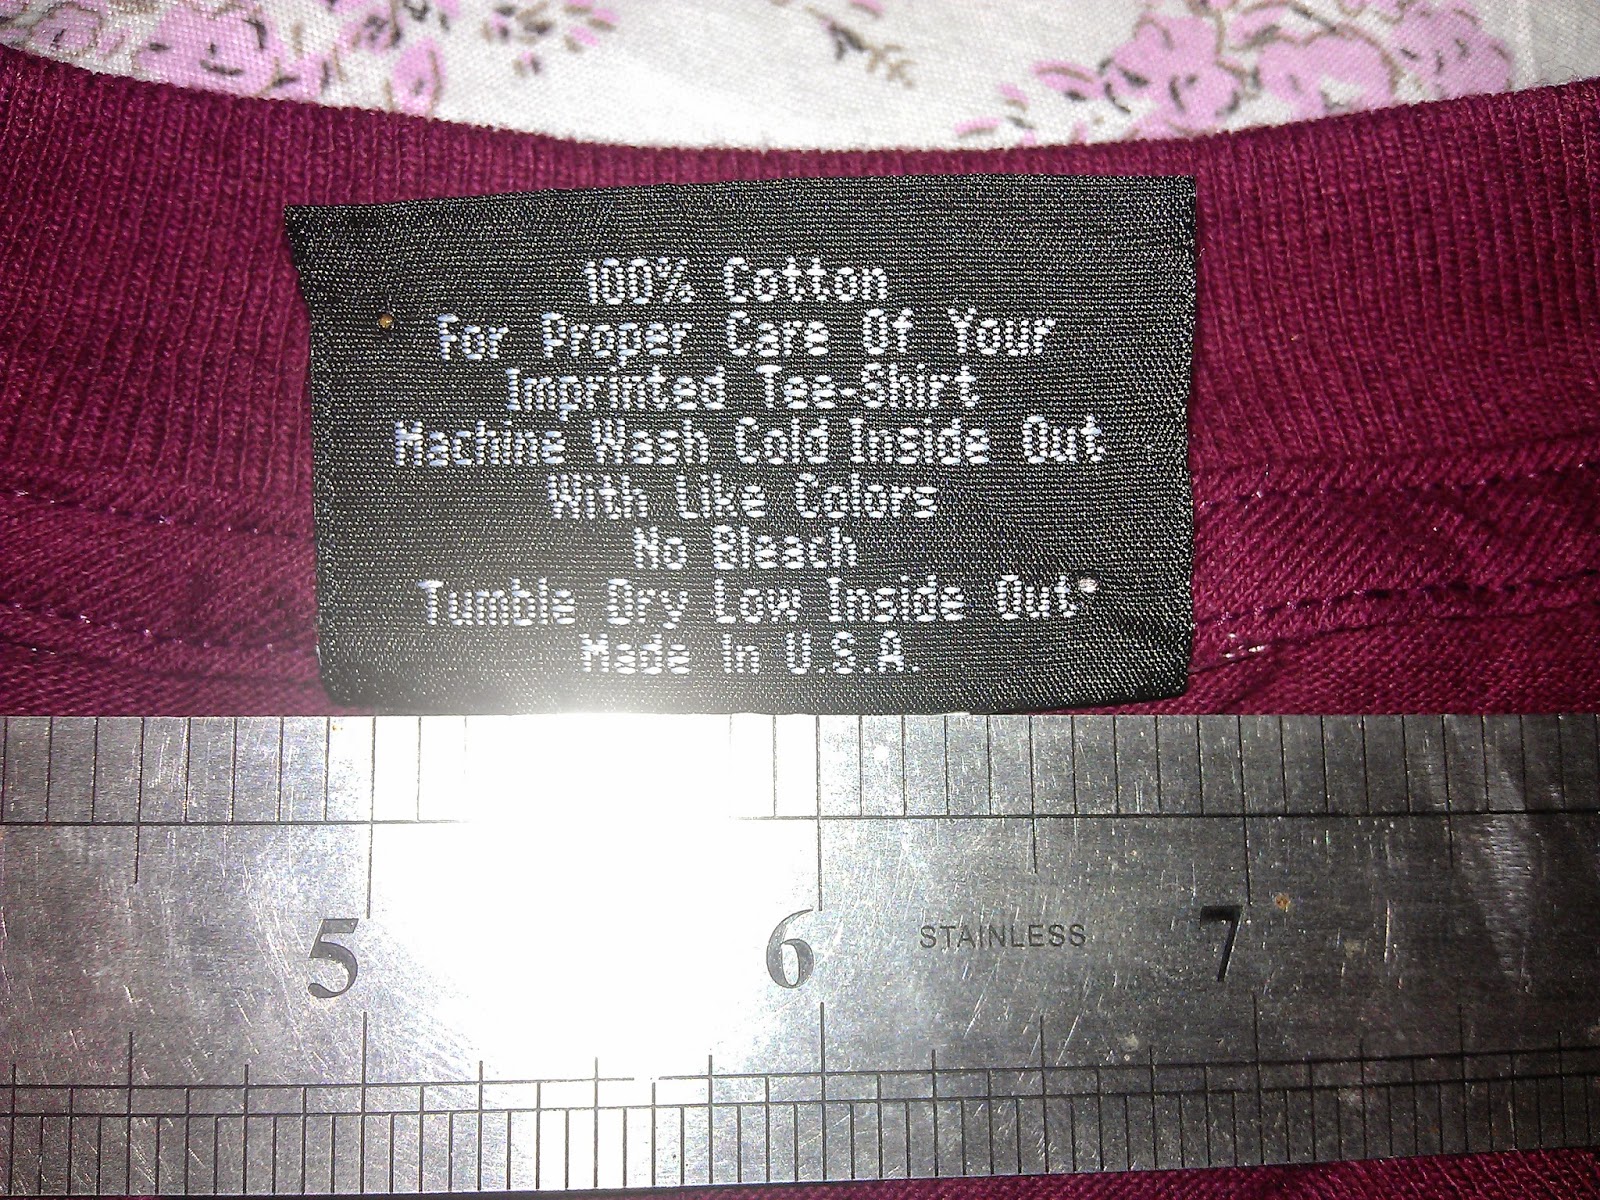 100% Cotton
For Proper Care Of Your
Imprinted Tee-Shirt
Machine Wash Cold Inside Out
With Like Colors
No Bleach
Tumble Dry Low Inside Out
Made In U.S.A.
5 6 STAINLESS 7